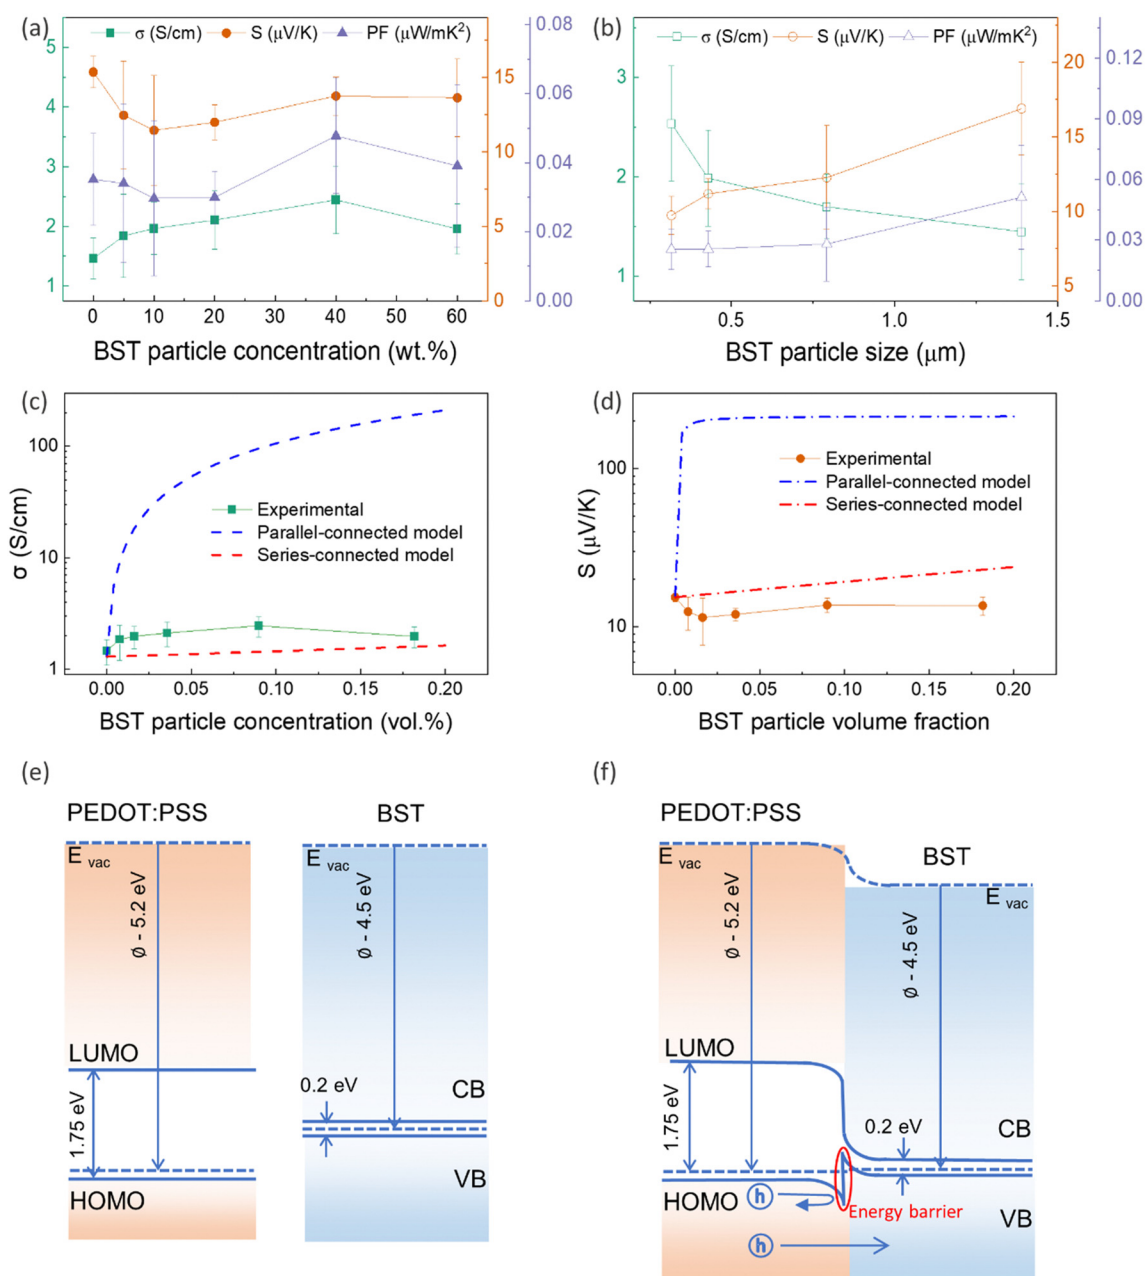 (a)
σ (S/cm) S (μV/K) PF (μW/mK²)
5
4
3
2
1
15
10
5
0
0.08
0.06
0.04
0.02
0.00
0 10 20 30 40 50 60
BST particle concentration (wt.%)
(b)
σ (S/cm) S (μV/K) PF (μW/mK²)
3
2
1
20
15
10
5
0.12
0.09
0.06
0.03
0.00
0.5 1.0 1.5
BST particle size (μm)
(c)
σ (S/cm)
100
10
1
Experimental
Parallel-connected model
Series-connected model
0.00 0.05 0.10 0.15 0.20
BST particle concentration (vol.%)
(d)
S (μV/K)
100
10
Experimental
Parallel-connected model
Series-connected model
0.00 0.05 0.10 0.15 0.20
BST particle volume fraction
(e)
PEDOT:PSS
BST
E vac
E vac
ϕ - 5.2 eV
ϕ - 4.5 eV
LUMO
1.75 eV
HOMO
0.2 eV
CB
VB
(f)
PEDOT:PSS
BST
E vac
E vac
ϕ - 5.2 eV
ϕ - 4.5 eV
LUMO
1.75 eV
HOMO
0.2 eV
CB
VB
h
Energy barrier
h